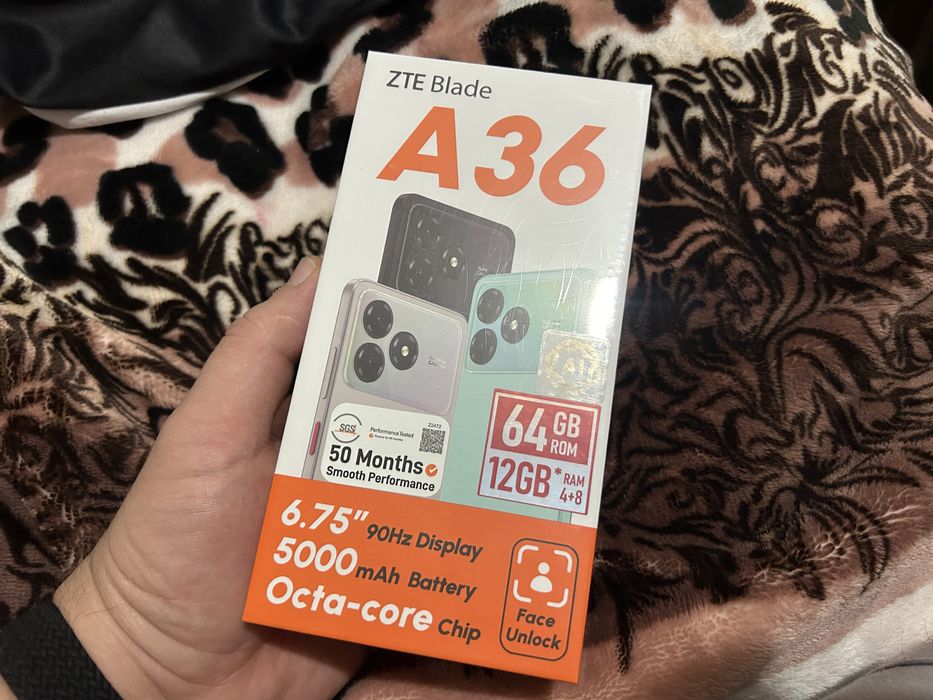 ZTE Blade
A36
SGS
Performance Tested
Z2472
50 Months
Smooth Performance
64 GB
ROM
12GB* RAM
4+8
6.75" 90Hz Display
5000mAh Battery
Octa-core Chip
Face
Unlock